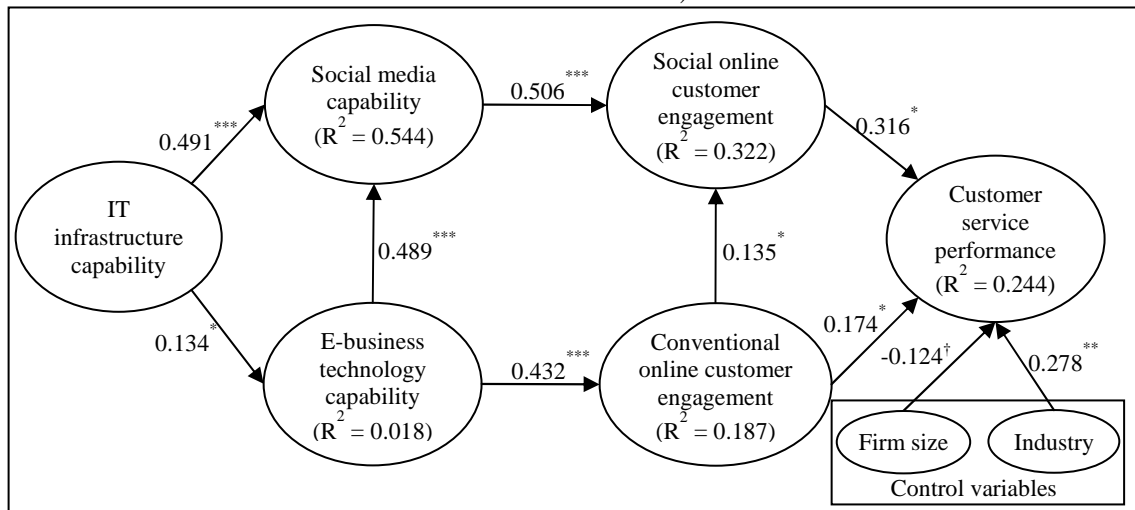 Social media
capability
(R² = 0.544)
0.506***
Social online
customer
engagement
(R² = 0.322)
0.491***
0.316*
IT
infrastructure
capability
Customer
service
performance
(R² = 0.244)
0.489***
0.135*
0.134*
E-business
technology
capability
(R² = 0.018)
0.432***
Conventional
online customer
engagement
(R² = 0.187)
0.174*
-0.124†
0.278**
Firm size
Industry
Control variables